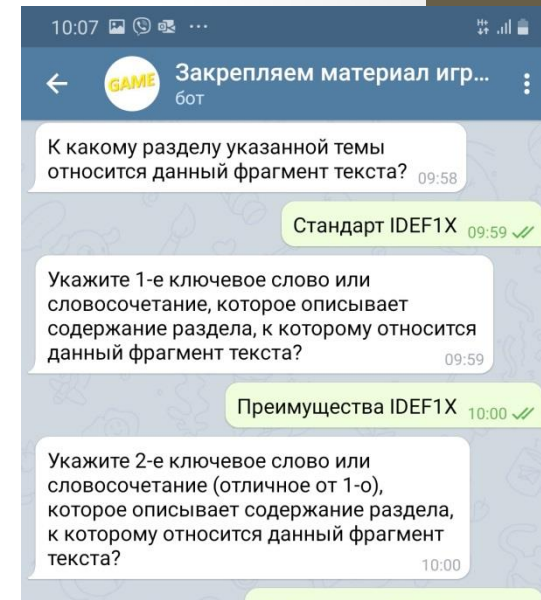 10:07
GAME
Закрепляем материал игр...
бот
К какому разделу указанной темы
относится данный фрагмент текста? 09:58
Стандарт IDEF1X 09:59
Укажите 1-е ключевое слово или
словосочетание, которое описывает
содержание раздела, к которому относится
данный фрагмент текста? 09:59
Преимущества IDEF1X 10:00
Укажите 2-е ключевое слово или
словосочетание (отличное от 1-о),
которое описывает содержание раздела,
к которому относится данный фрагмент
текста? 10:00